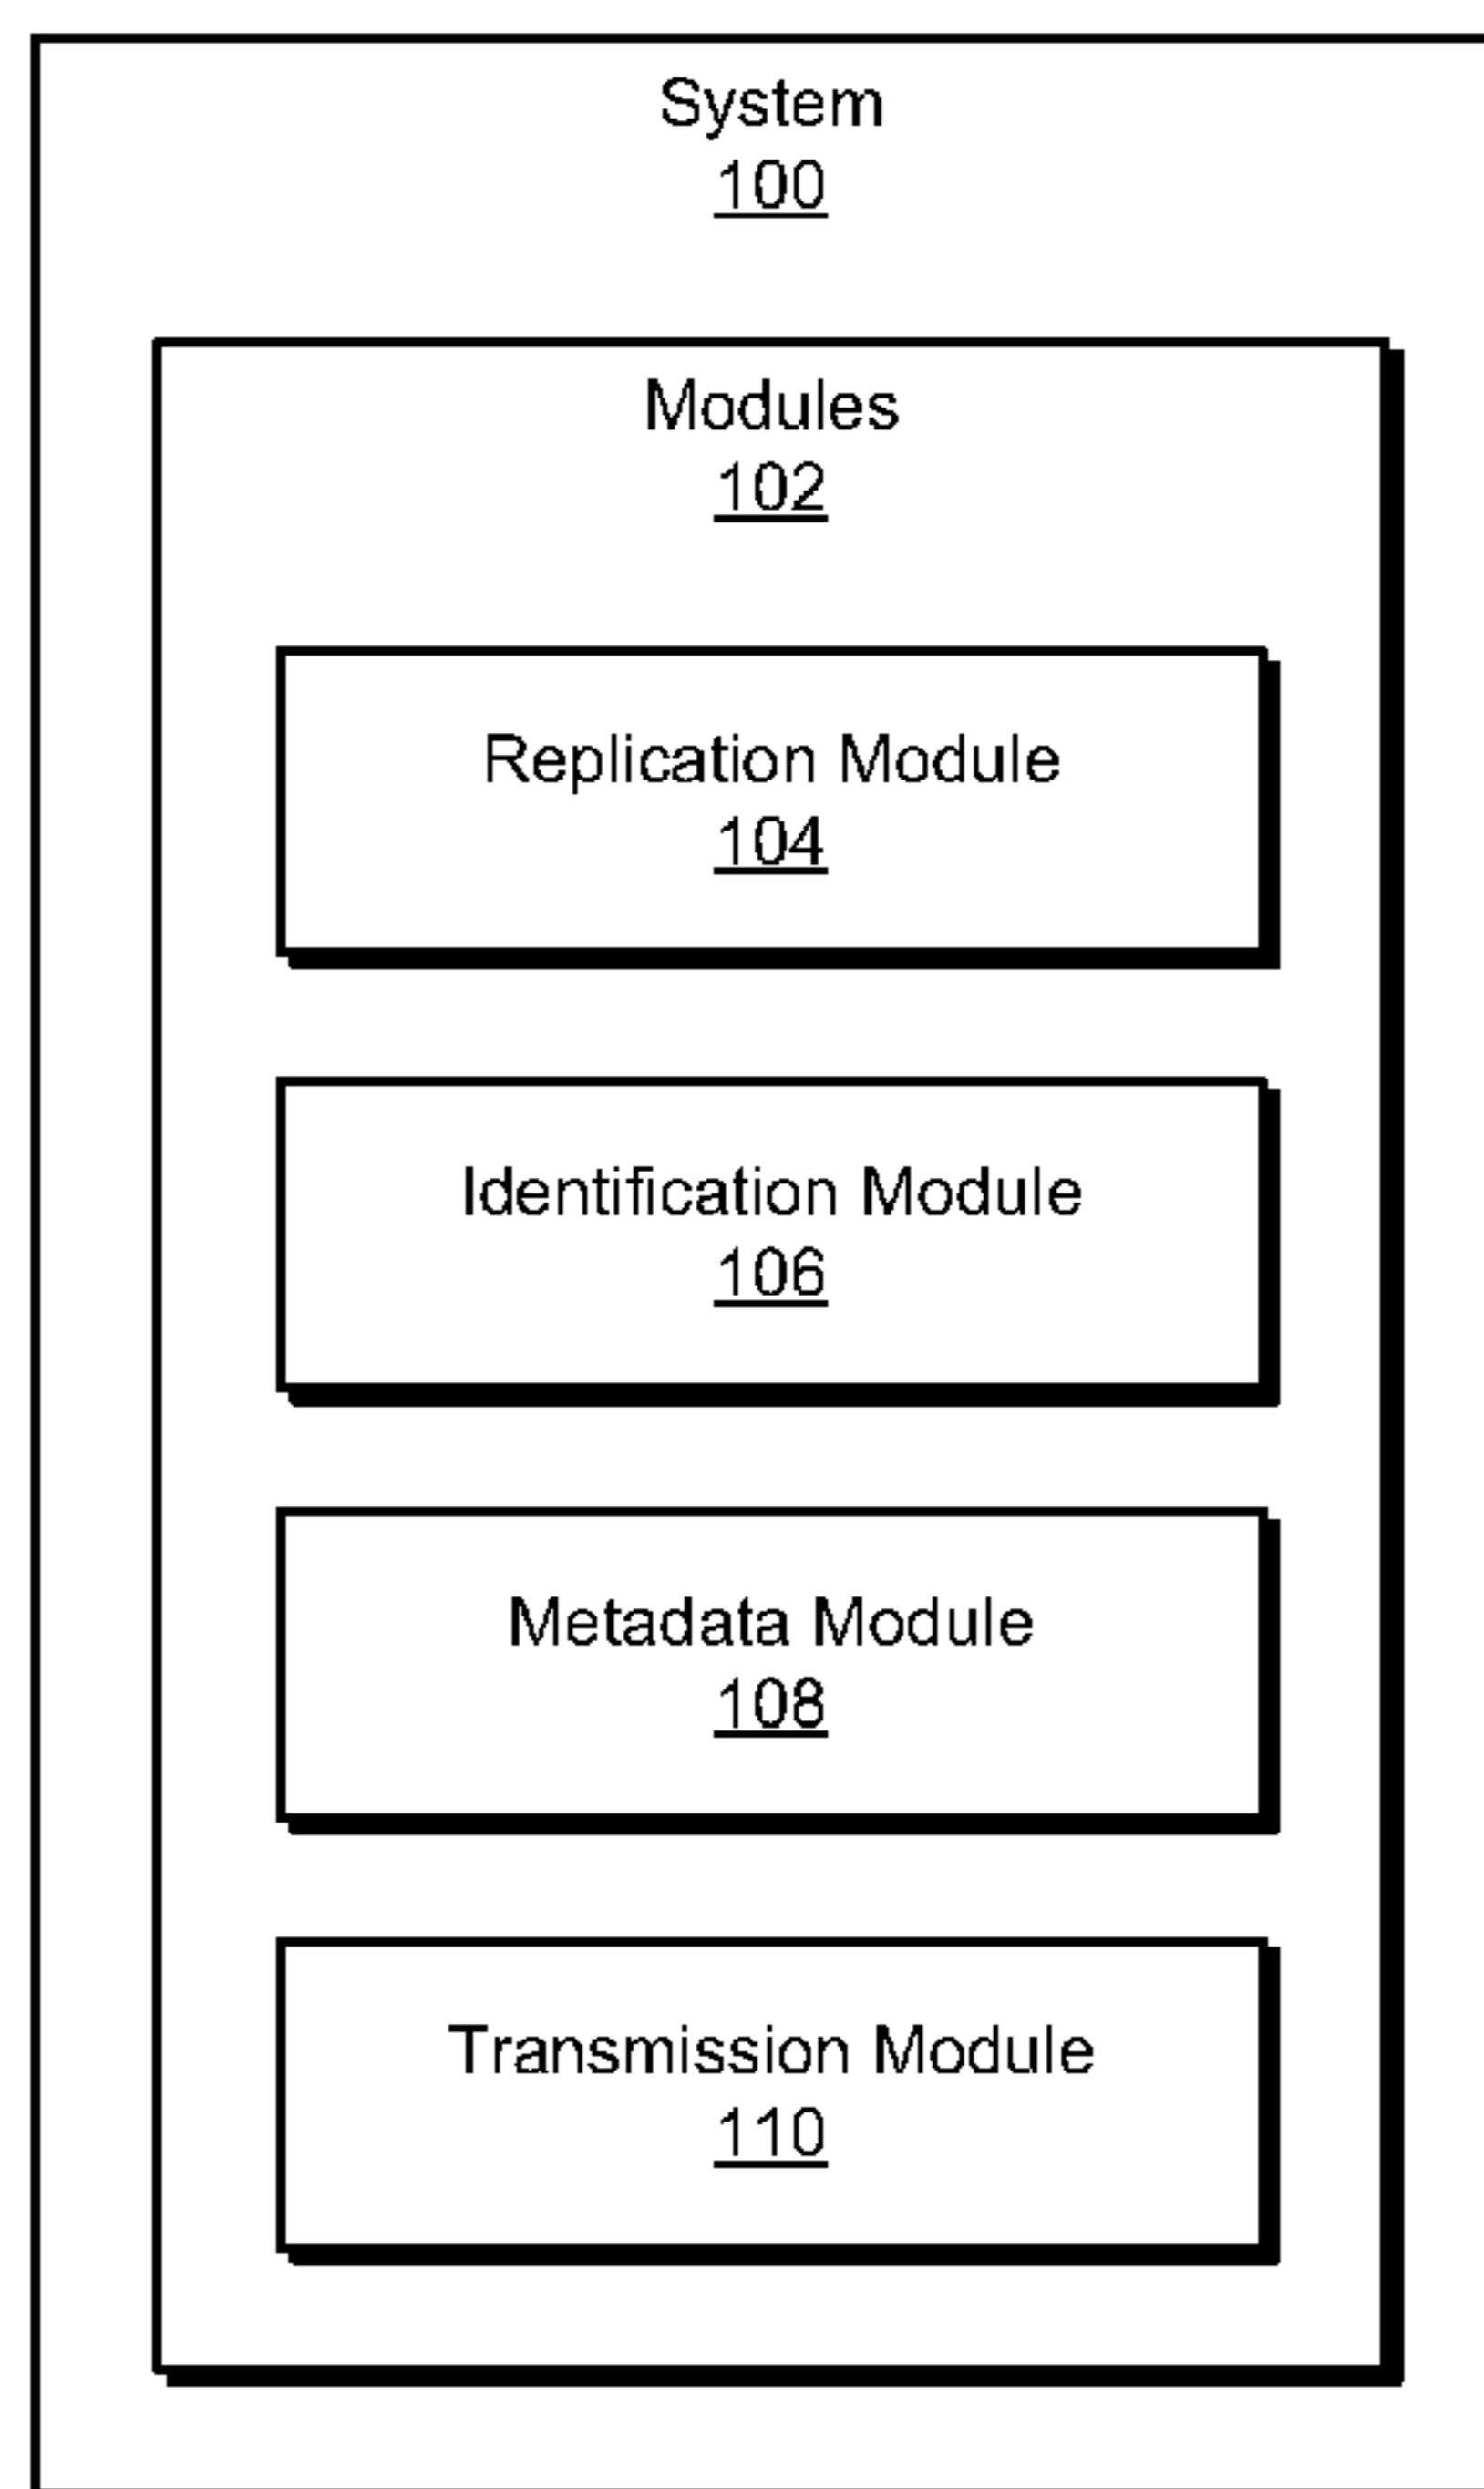 System
100
Modules
102
Replication Module
104
Identification Module
106
Metadata Module
108
Transmission Module
110